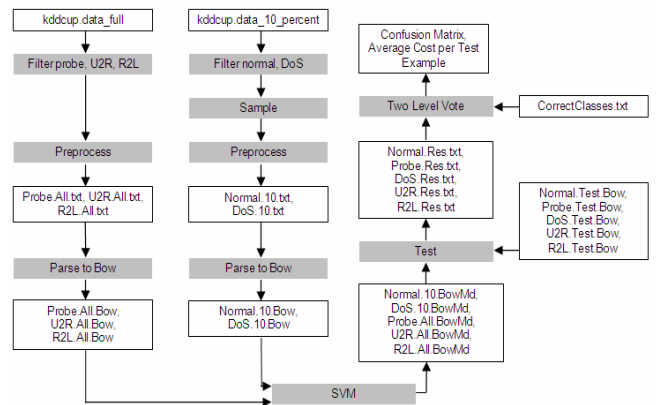 kddcup.data_full
Filter probe, U2R, R2L
Preprocess
Probe.All.txt, U2R.All.txt,
R2L.All.txt
Parse to Bow
Probe.All.Bow,
U2R.All.Bow,
R2L.All.Bow
kddcup.data_10_percent
Filter normal, DoS
Sample
Preprocess
Normal.10.txt,
DoS.10.txt
Parse to Bow
Normal.10.Bow,
DoS.10.Bow
SVM
Confusion Matrix,
Average Cost per Test
Example
Two Level Vote
CorrectClasses.txt
Normal.Res.txt,
Probe.Res.txt,
DoS.Res.txt,
U2R.Res.txt,
R2L.Res.txt
Normal.Test.Bow,
Probe.Test.Bow,
DoS.Test.Bow,
U2R.Test.Bow,
R2L.Test.Bow
Test
Normal.10.BowMd,
DoS.10.BowMd,
Probe.All.BowMd,
U2R.All.BowMd,
R2L.All.BowMd